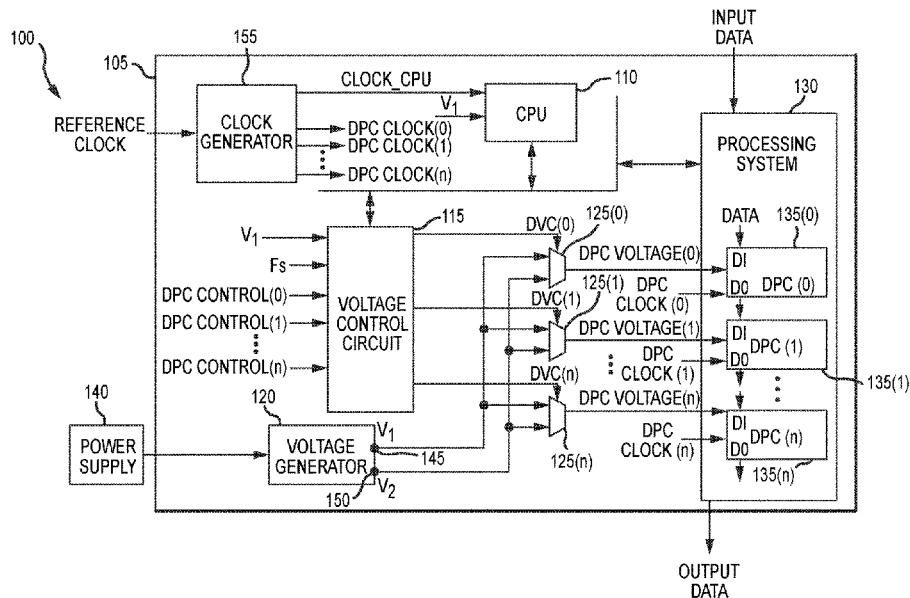 100
105
155
CLOCK_CPU
110
INPUT
DATA
130
REFERENCE
CLOCK
CLOCK
GENERATOR
V1
CPU
DPC CLOCK(0)
DPC CLOCK(1)
DPC CLOCK(n)
PROCESSING
SYSTEM
115
V1
FS
DPC CONTROL(0)
DPC CONTROL(1)
DPC CONTROL(n)
VOLTAGE
CONTROL
CIRCUIT
DVC(0)
125(0)
DPC VOLTAGE(0)
DPC
CLOCK(0)
DATA
135(0)
DI
DO
DPC(0)
DVC(1)
125(1)
DPC VOLTAGE(1)
DPC
CLOCK(1)
DI
DO
DPC(1)
135(1)
DVC(n)
125(n)
DPC VOLTAGE(n)
DPC
CLOCK(n)
DI
DO
DPC(n)
135(n)
140
POWER
SUPPLY
120
VOLTAGE
GENERATOR
V1
145
150
V2
OUTPUT
DATA